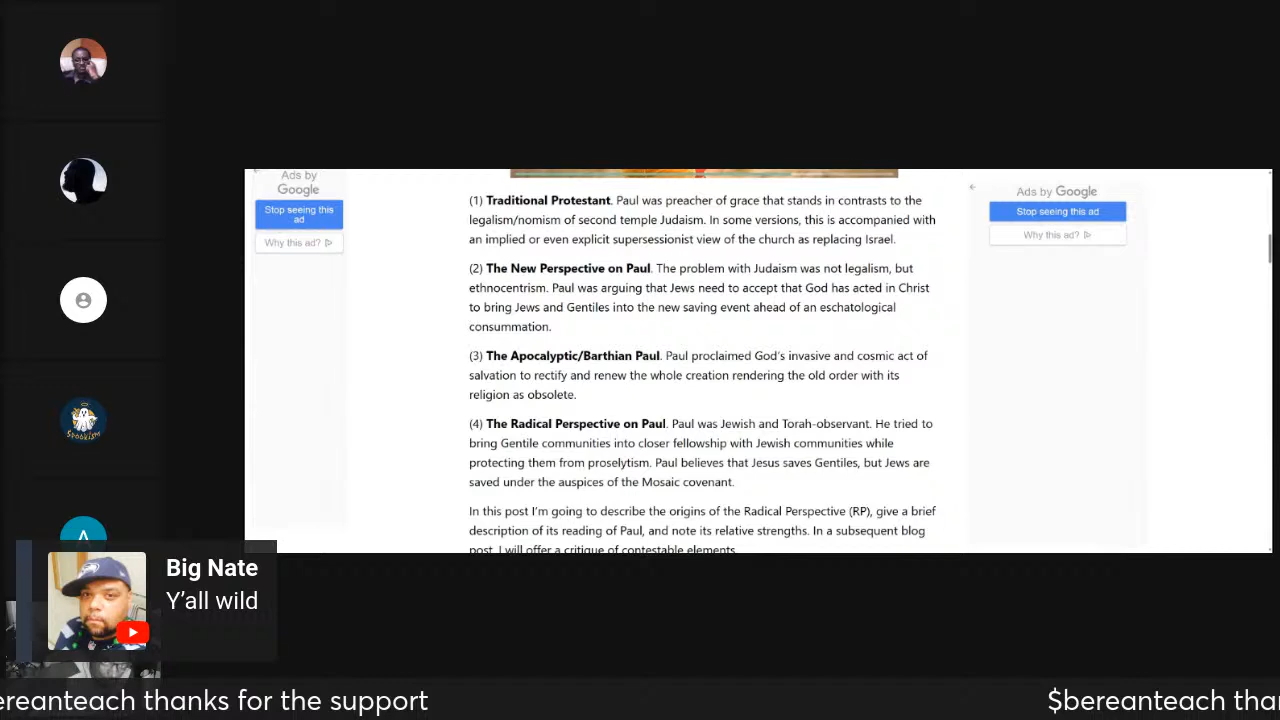 Ads by
Google
Stop seeing this
ad
Why this ad?
(1) Traditional Protestant. Paul was preacher of grace that stands in contrasts to the
legalism/nomism of second temple Judaism. In some versions, this is accompanied with
an implied or even explicit supersessionist view of the church as replacing Israel.
(2) The New Perspective on Paul. The problem with Judaism was not legalism, but
ethnocentrism. Paul was arguing that Jews need to accept that God has acted in Christ
to bring Jews and Gentiles into the new saving event ahead of an eschatological
consummation.
(3) The Apocalyptic/Barthian Paul. Paul proclaimed God's invasive and cosmic act of
salvation to rectify and renew the whole creation rendering the old order with its
religion as obsolete.
(4) The Radical Perspective on Paul. Paul was Jewish and Torah-observant. He tried to
bring Gentile communities into closer fellowship with Jewish communities while
protecting them from proselytism. Paul believes that Jesus saves Gentiles, but Jews are
saved under the auspices of the Mosaic covenant.
In this post I'm going to describe the origins of the Radical Perspective (RP), give a brief
description of its reading of Paul, and note its relative strengths. In a subsequent blog
post, I will offer a critique of contestable elements.
Ads by Google
Stop seeing this ad
Why this ad?
Spookism
A
Big Nate
Y'all wild
ereanteach thanks for the support
$bereanteach than